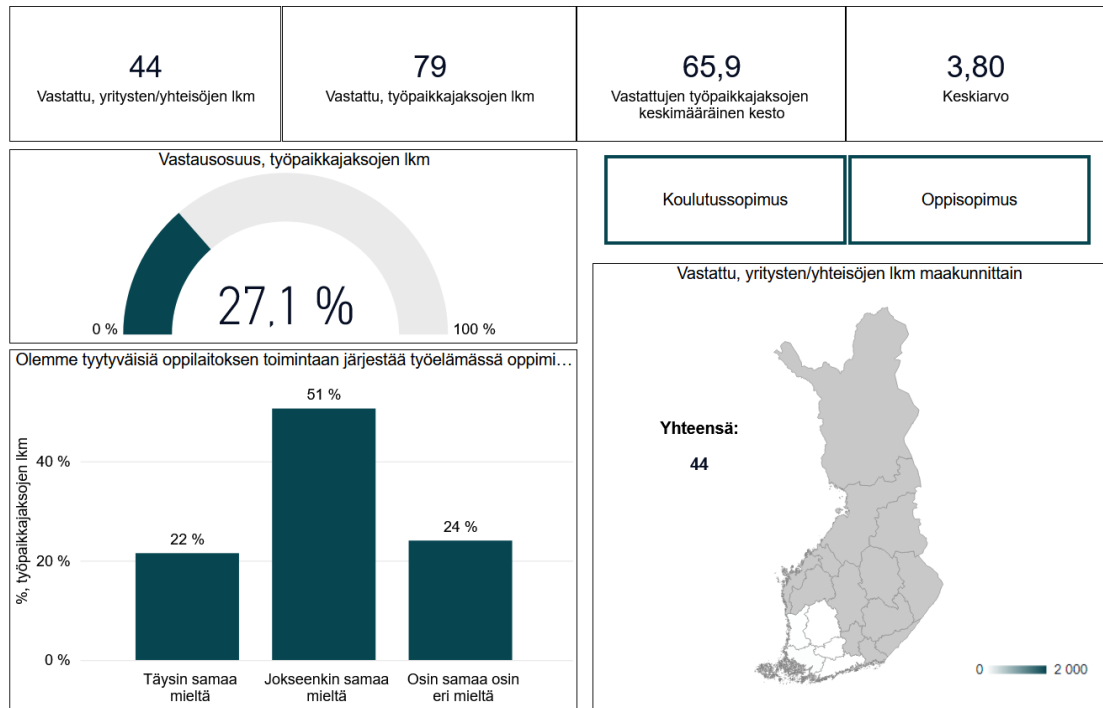 44
Vastattu, yritysten/yhteisöjen lkm
79
Vastattu, työpaikkajaksojen lkm
65,9
Vastattujen työpaikkajaksojen
keskimääräinen kesto
3,80
Keskiarvo
Vastausosuus, työpaikkajaksojen lkm
27,1 %
0 %
100 %
Koulutussopimus
Oppisopimus
Olemme tyytyväisiä oppilaitoksen toimintaan järjestää työelämässä oppimi…
%, työpaikkajaksojen lkm
40 %
20 %
0 %
22 %
51 %
24 %
Täysin samaa
mieltä
Jokseenkin samaa
mieltä
Osin samaa osin
eri mieltä
Vastattu, yritysten/yhteisöjen lkm maakunnittain
Yhteensä:
44
0
2 000